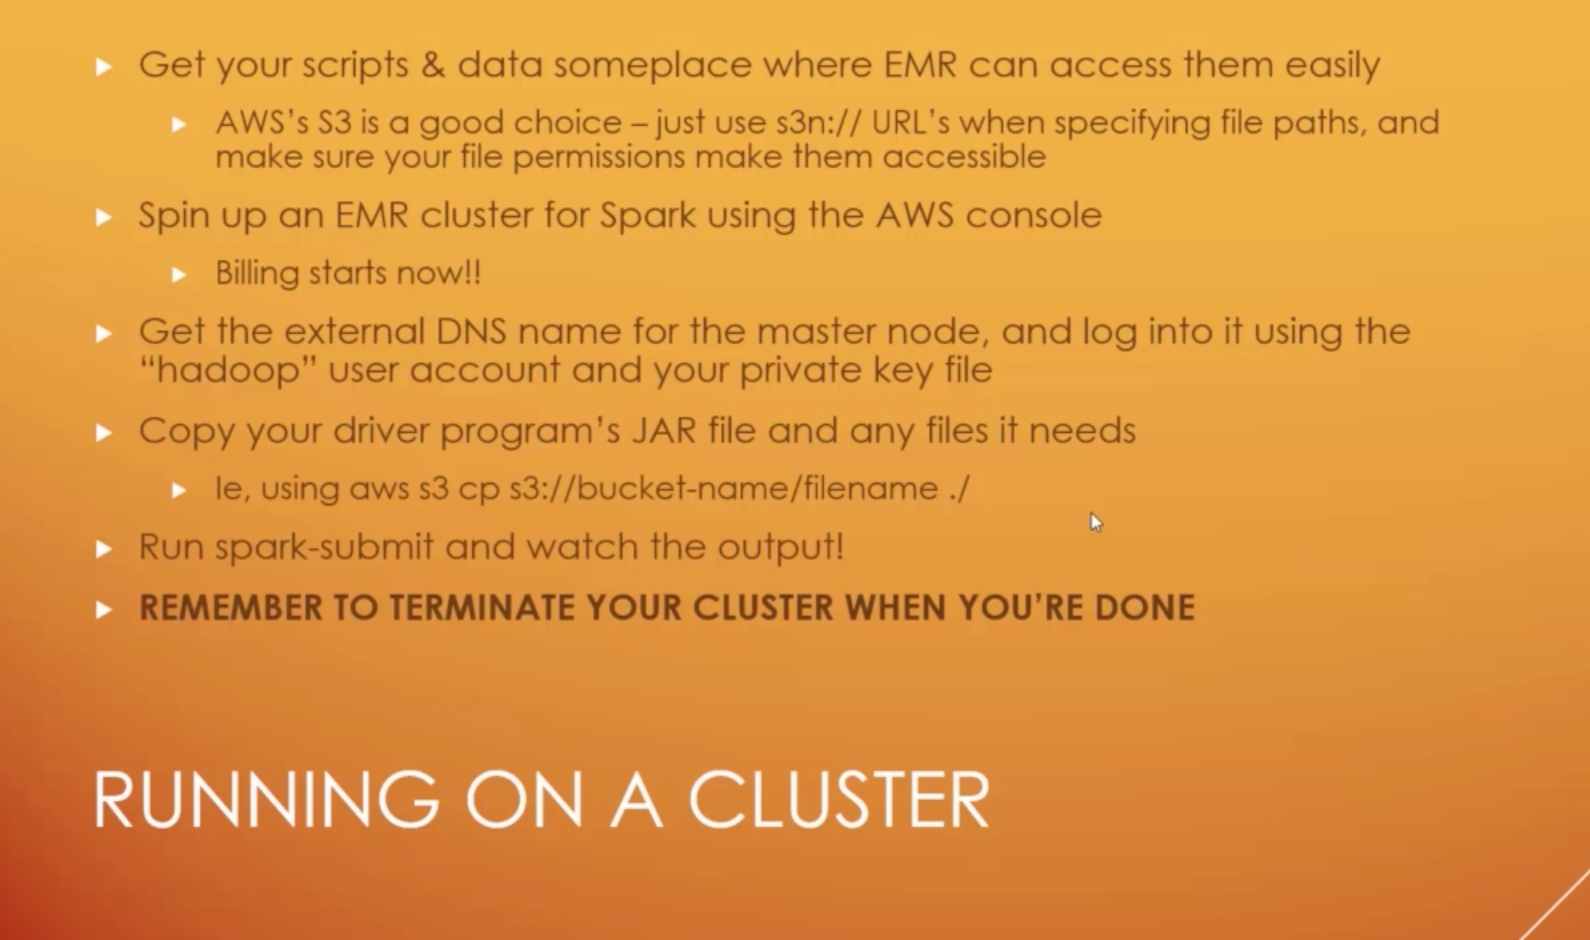 Get your scripts & data someplace where EMR can access them easily
AWS’s S3 is a good choice – just use s3n:// URL’s when specifying file paths, and
make sure your file permissions make them accessible
Spin up an EMR cluster for Spark using the AWS console
Billing starts now!!
Get the external DNS name for the master node, and log into it using the
“hadoop” user account and your private key file
Copy your driver program’s JAR file and any files it needs
Ie, using aws s3 cp s3://bucket-name/filename ./
Run spark-submit and watch the output!
REMEMBER TO TERMINATE YOUR CLUSTER WHEN YOU’RE DONE
RUNNING ON A CLUSTER